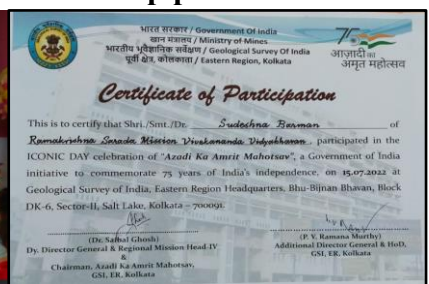 भारत सरकार / Government Of India
खान मंत्रालय / Ministry of Mines
भारतीय भूवैज्ञानिक सर्वेक्षण / Geological Survey Of India
पूर्वी क्षेत्र, कोलकाता / Eastern Region, Kolkata
75
आज़ादी का
अमृत महोत्सव
Certificate of Participation
This is to certify that Shri./Smt./Dr. Sudeshna Barman of
Ramakrishna Sarada Mission Vivekananda Vidyabhavan, participated in the
ICONIC DAY celebration of "Azadi Ka Amrit Mahotsav", a Government of India
initiative to commemorate 75 years of India's independence, on 15.07.2022 at
Geological Survey of India, Eastern Region Headquarters, Bhu-Bijnan Bhavan, Block
DK-6, Sector-II, Salt Lake, Kolkata – 700091.
(Dr. Saibal Ghosh)
Dy. Director General & Regional Mission Head-IV
&
Chairman, Azadi Ka Amrit Mahotsav,
GSI, ER, Kolkata
(P. V. Ramana Murthy)
Additional Director General & HoD,
GSI, ER, Kolkata